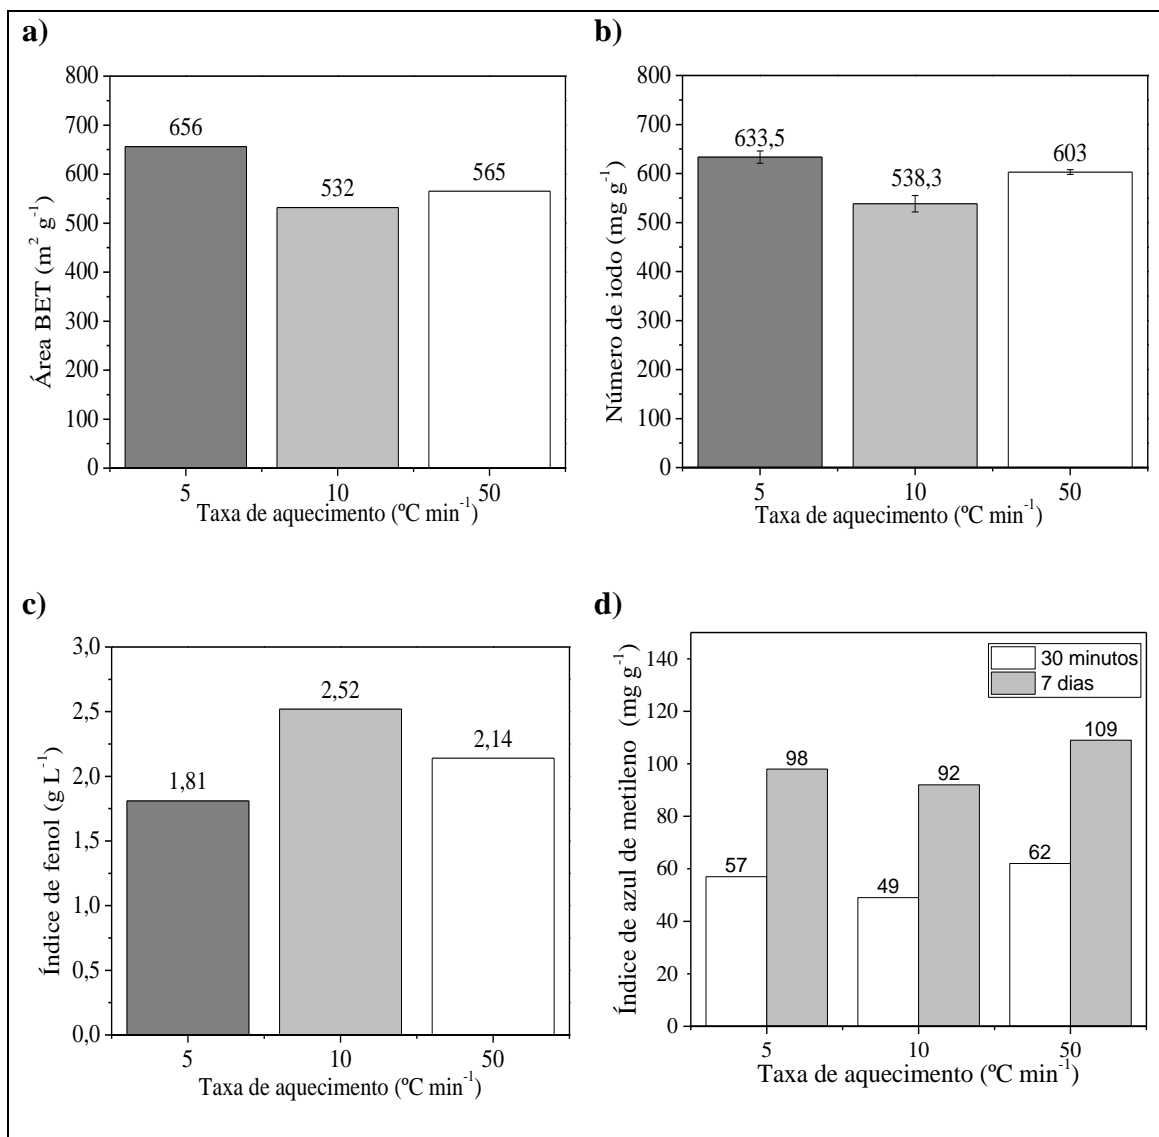 a)
Área BET (m² g⁻¹)
800
700
600
500
400
300
200
100
0
656
532
565
5 10 50
Taxa de aquecimento (ºC min⁻¹)
b)
Número de iodo (mg g⁻¹)
800
700
600
500
400
300
200
100
0
633,5
538,3
603
5 10 50
Taxa de aquecimento (ºC min⁻¹)
c)
Índice de fenol (g L⁻¹)
3,0
2,5
2,0
1,5
1,0
0,5
0,0
1,81
2,52
2,14
5 10 50
Taxa de aquecimento (ºC min⁻¹)
d)
Índice de azul de metileno (mg g⁻¹)
140
120
100
80
60
40
20
0
30 minutos
7 dias
57
98
49
92
62
109
5 10 50
Taxa de aquecimento (ºC min⁻¹)